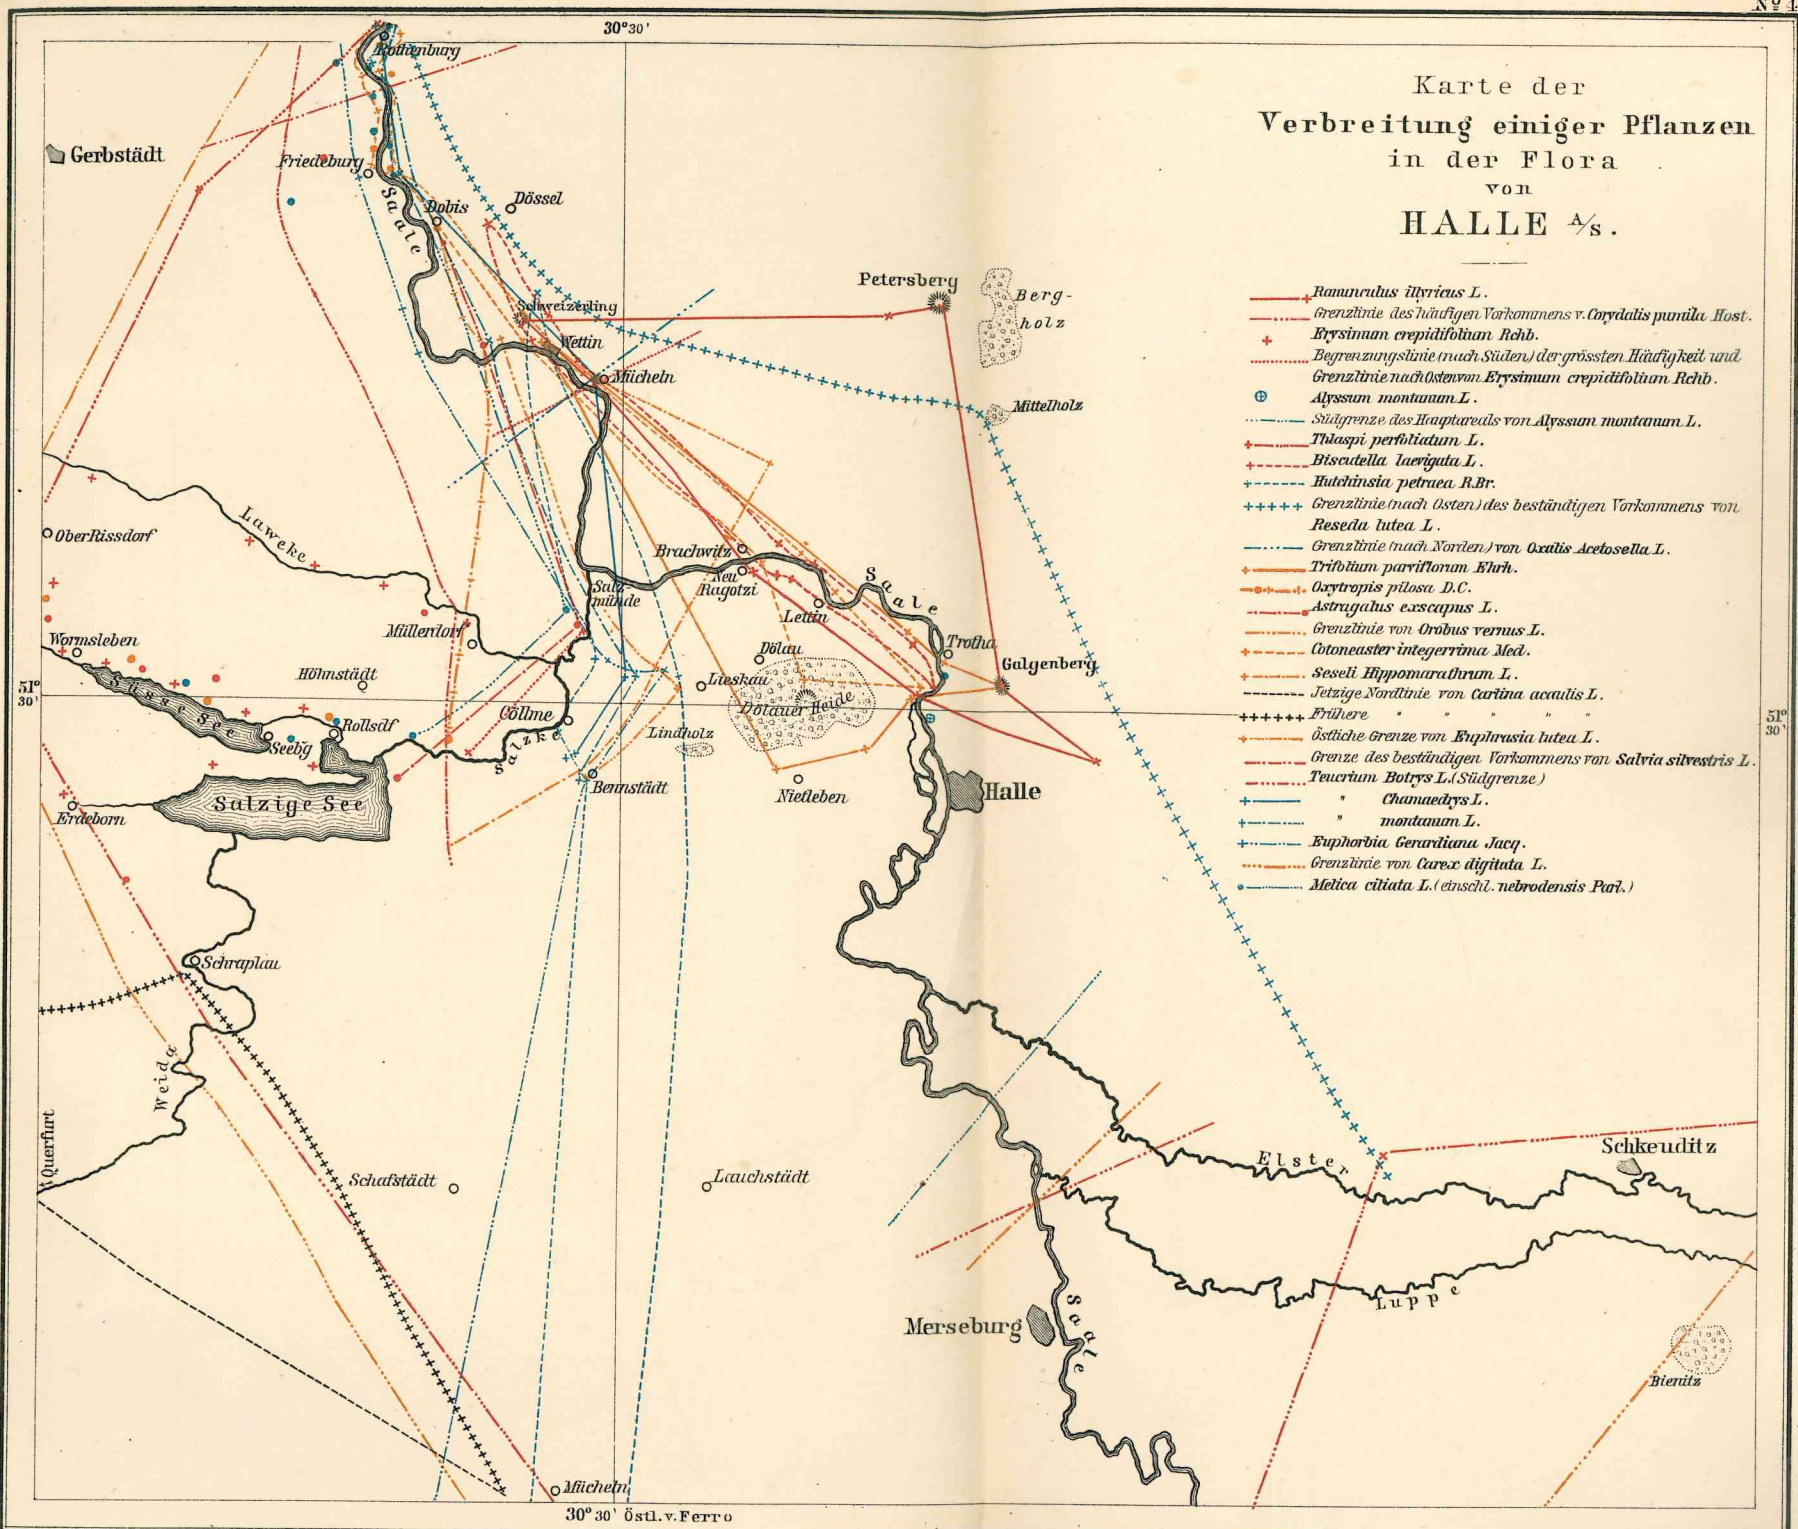 Nº 4
30° 30'
Karte der
Verbreitung einiger Pflanzen
in der Flora
von
HALLE A/S.
Ranunculus illyricus L.
Grenzlinie des häufigen Vorkommens v. Corydalis pumila Host.
Erysimum crepidifolium Rchb.
Begrenzungslinie (nach Süden) der grössten Häufigkeit und
Grenzlinie nach Osten von Erysimum crepidifolium Rchb.
Alyssum montanum L.
Südgrenze des Hauptareals von Alyssum montanum L.
Thlaspi perfoliatum L.
Biscutella laevigata L.
Hutchinsia petraea R.Br.
Grenzlinie (nach Osten) des beständigen Vorkommens von
Reseda lutea L.
Grenzlinie (nach Norden) von Oxalis Acetosella L.
Trifolium parviflorum Ehrh.
Oxytropis pilosa D.C.
Astragalus exscapus L.
Grenzlinie von Orobus vernus L.
Cotoneaster integerrima Med.
Seseli Hippomarathrum L.
Jetzige Nordlinie von Carlina acaulis L.
Frühere " " " " "
Östliche Grenze von Euphrasia lutea L.
Grenze des beständigen Vorkommens von Salvia silvestris L.
Teucrium Botrys L. (Südgrenze)
" Chamaedrys L.
" montanum L.
Euphorbia Gerardiana Jacq.
Grenzlinie von Carex digitata L.
Melica ciliata L. (einschl. nebrodensis Parl.)
Rothenburg
Gerbstädt
Friedeburg
Saale
Dobis
Dössel
Schweizerling
Wettin
Mücheln
Petersberg
Berg-
holz
Mittelholz
Ober Rissdorf
Laweke
Brachwitz
Neu
Ragotzi
Saale
Salz
münde
Lettin
Müllerdorf
Wormsleben
Trotha
Dölau
Galgenberg
Höhnstädt
Lieskau
Dölauer Heide
51°
30'
Süsse See
Cöllme
Rollsdf
Seebg
Salzke
Lindholz
51°
30'
Bennstädt
Nietleben
Halle
Salzige See
Erdeborn
Schraplau
Weida
Querfurt
Schafstädt
Lauchstädt
Elster
Schkeuditz
Luppe
Merseburg
Saale
Bienitz
Mücheln
30° 30' Östl. v. Ferro